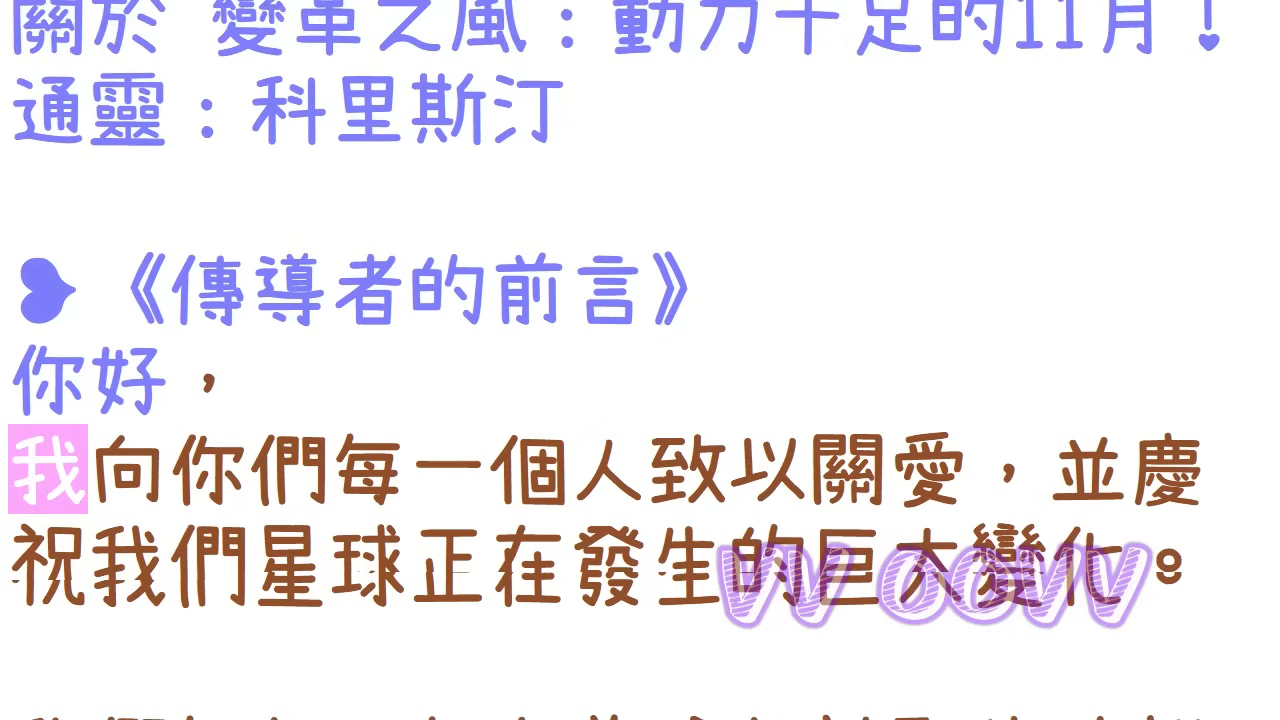 關於 變革之風：動力十足的11月！
通靈：科里斯汀
❥ 《傳導者的前言》
你好，
我向你們每一個人致以關愛，並慶
祝我們星球正在發生的巨大變化。